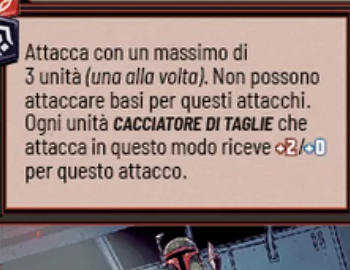 Attacca con un massimo di
3 unità (una alla volta). Non possono
attaccare basi per questi attacchi.
Ogni unità CACCIATORE DI TAGLIE che
attacca in questo modo riceve +2/+0
per questo attacco.